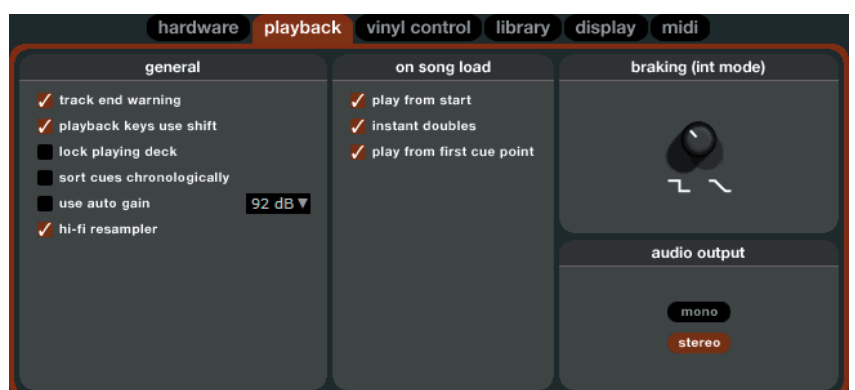 hardware playback vinyl control library display midi
general
track end warning
playback keys use shift
lock playing deck
sort cues chronologically
use auto gain 92 dB
hi-fi resampler
on song load
play from start
instant doubles
play from first cue point
braking (int mode)
audio output
mono
stereo